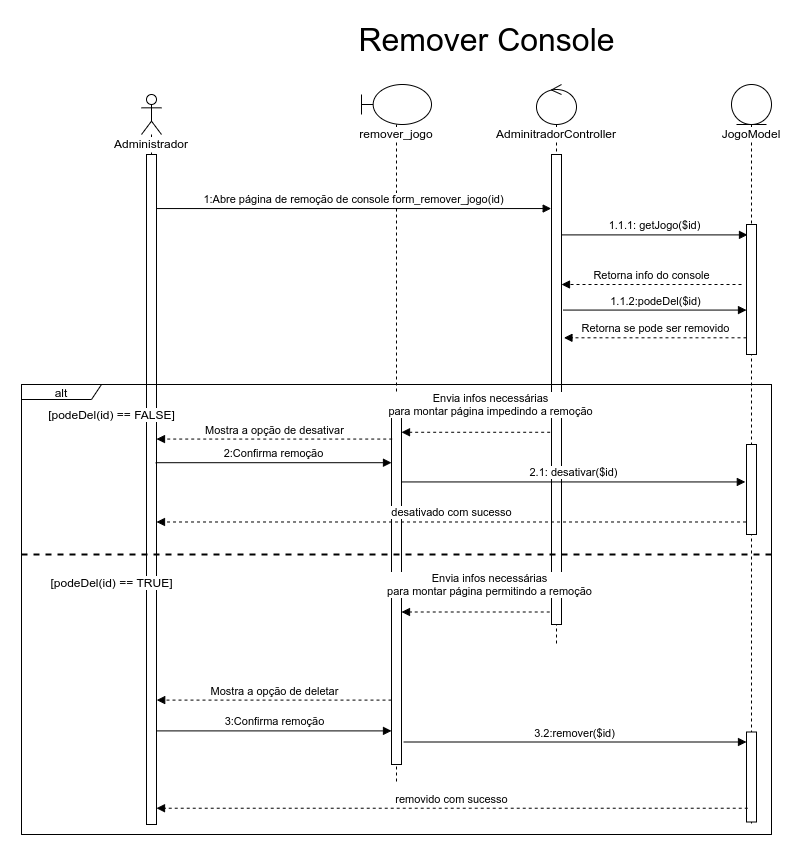 Remover Console
Administrador
remover_jogo
AdminitradorController
JogoModel
1:Abre página de remoção de console form_remover_jogo(id)
1.1.1: getJogo($id)
Retorna info do console
1.1.2:podeDel($id)
Retorna se pode ser removido
alt
[podeDel(id) == FALSE]
Envia infos necessárias
para montar página impedindo a remoção
Mostra a opção de desativar
2:Confirma remoção
2.1: desativar($id)
desativado com sucesso
[podeDel(id) == TRUE]
Envia infos necessárias
para montar página permitindo a remoção
Mostra a opção de deletar
3:Confirma remoção
3.2:remover($id)
removido com sucesso